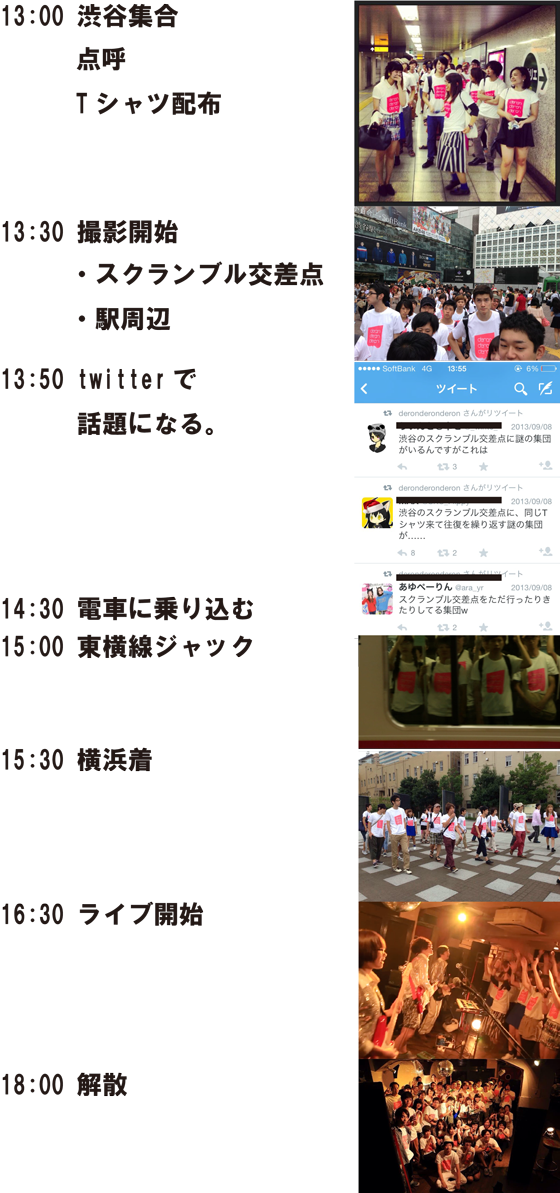 13:00 渋谷集合
点呼
Tシャツ配布
13:30 撮影開始
・スクランブル交差点
・駅周辺
13:50 twitterで
話題になる。
SoftBank 4G 13:55 6%
ツイート
deronderonderon さんがリツイート
2013/09/08
渋谷のスクランブル交差点に謎の集団
がいるんですがこれは
3
deronderonderon さんがリツイート
2013/09/08
渋谷のスクランブル交差点に、同じT
シャツ来て往復を繰り返す謎の集団
が……
8 2
deronderonderon さんがリツイート
あゆぺーりん @ara_yr 2013/09/08
スクランブル交差点をただ行ったりき
たりしてる集団w
2
14:30 電車に乗り込む
15:00 東横線ジャック
15:30 横浜着
16:30 ライブ開始
18:00 解散